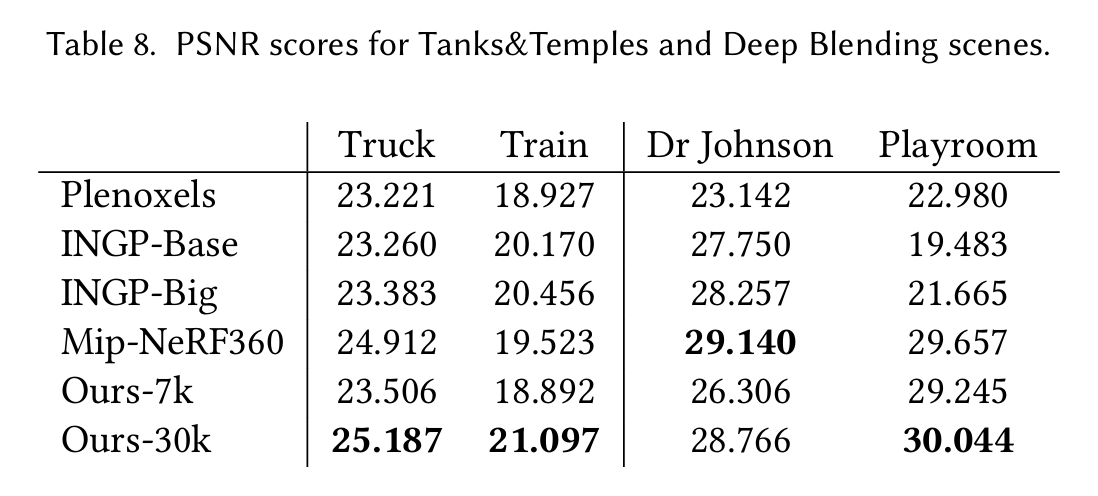 Table 8. PSNR scores for Tanks&Temples and Deep Blending scenes.
Truck Train Dr Johnson Playroom
Plenoxels 23.221 18.927 23.142 22.980
INGP-Base 23.260 20.170 27.750 19.483
INGP-Big 23.383 20.456 28.257 21.665
Mip-NeRF360 24.912 19.523 29.140 29.657
Ours-7k 23.506 18.892 26.306 29.245
Ours-30k 25.187 21.097 28.766 30.044